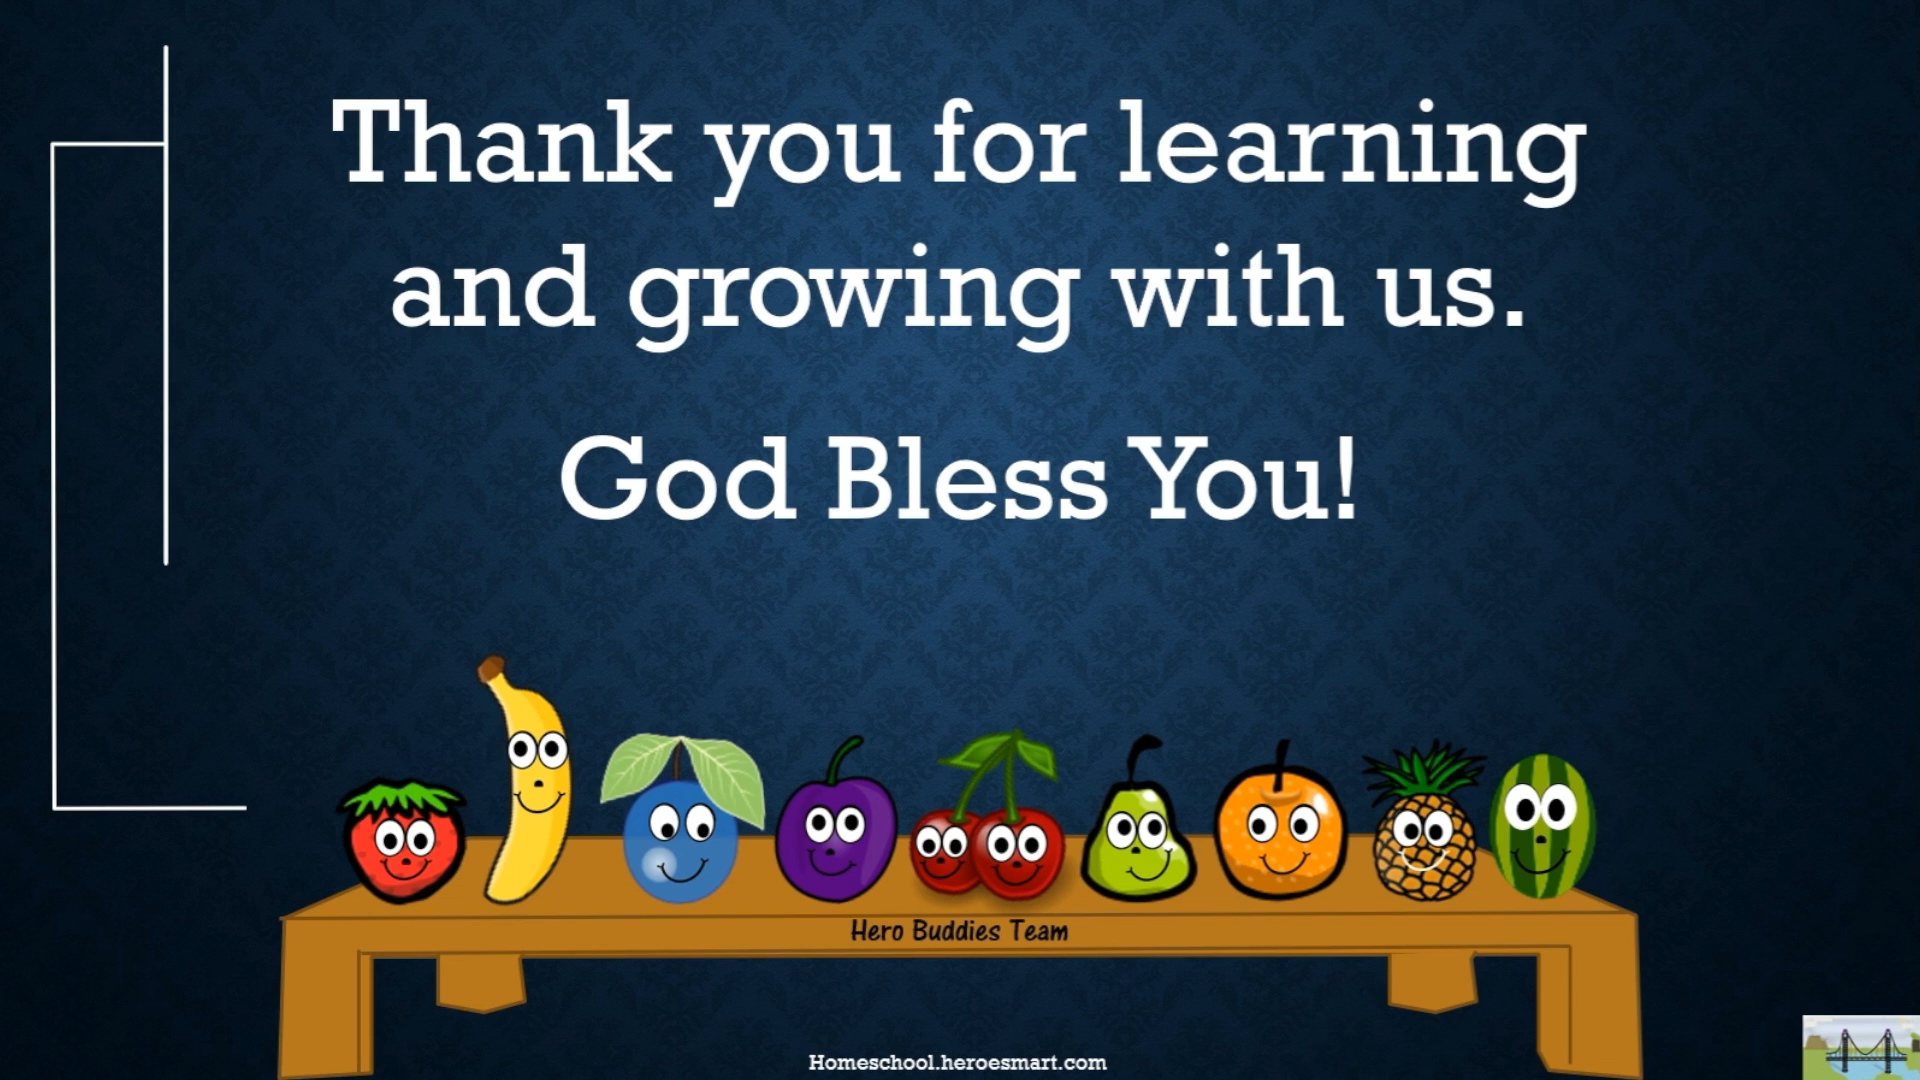 Thank you for learning
and growing with us.
God Bless You!
Hero Buddies Team
Homeschool.heroesmart.com